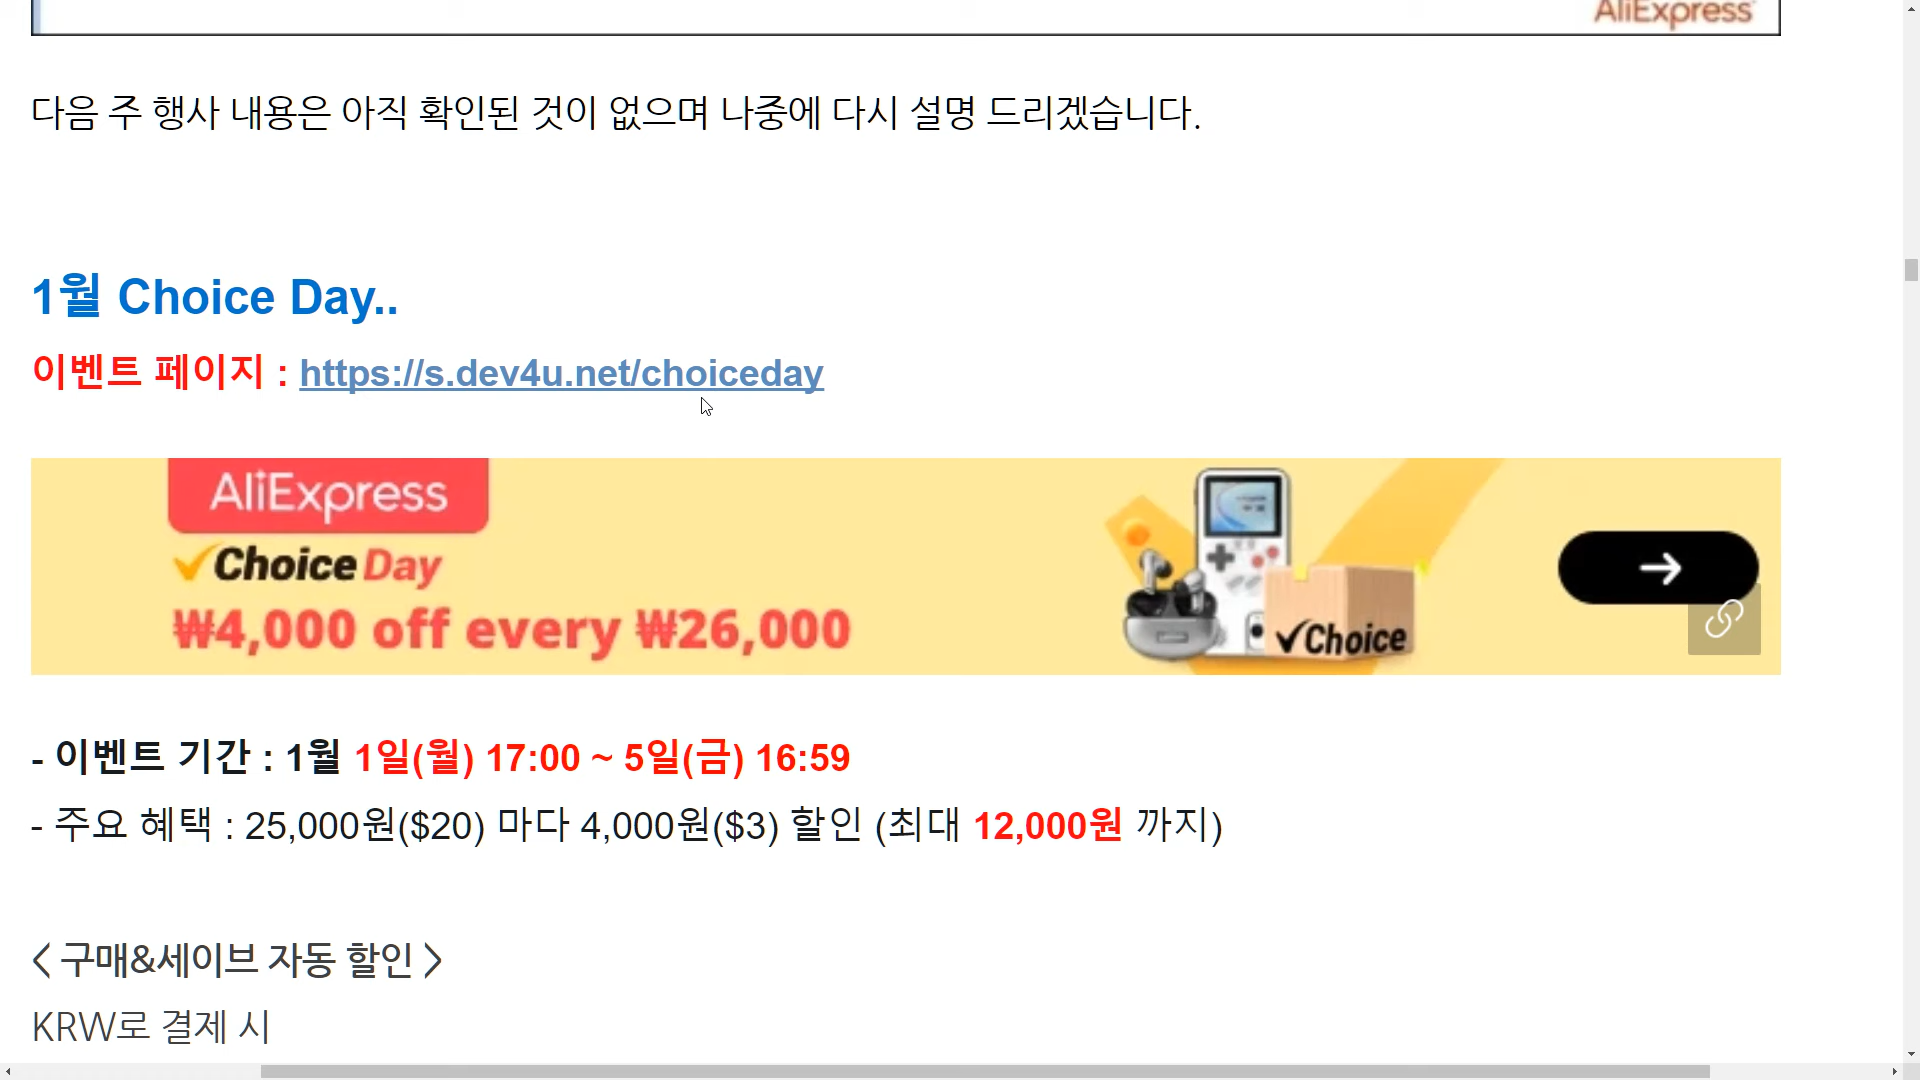 AliExpress
다음 주 행사 내용은 아직 확인된 것이 없으며 나중에 다시 설명 드리겠습니다.
1월 Choice Day..
이벤트 페이지 : https://s.dev4u.net/choiceday
AliExpress
Choice Day
₩4,000 off every ₩26,000
Choice
- 이벤트 기간 : 1월 1일(월) 17:00 ~ 5일(금) 16:59
- 주요 혜택 : 25,000원($20) 마다 4,000원($3) 할인 (최대 12,000원 까지)
< 구매&세이브 자동 할인 >
KRW로 결제 시